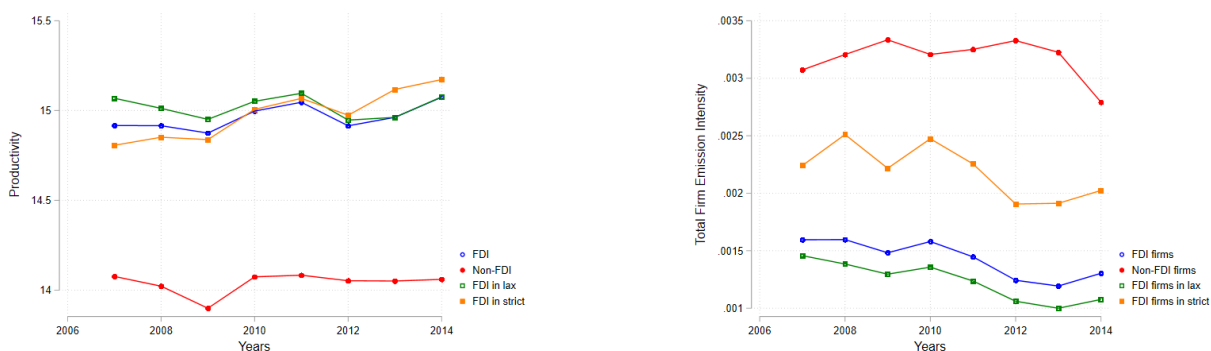 15.5
15
14.5
14
Productivity
2006
2008
2010
2012
2014
Years
FDI
Non-FDI
FDI in lax
FDI in strict
.0035
.003
.0025
.002
.0015
.001
Total Firm Emission Intensity
2006
2008
2010
2012
2014
Years
FDI firms
Non-FDI firms
FDI firms in lax
FDI firms in strict